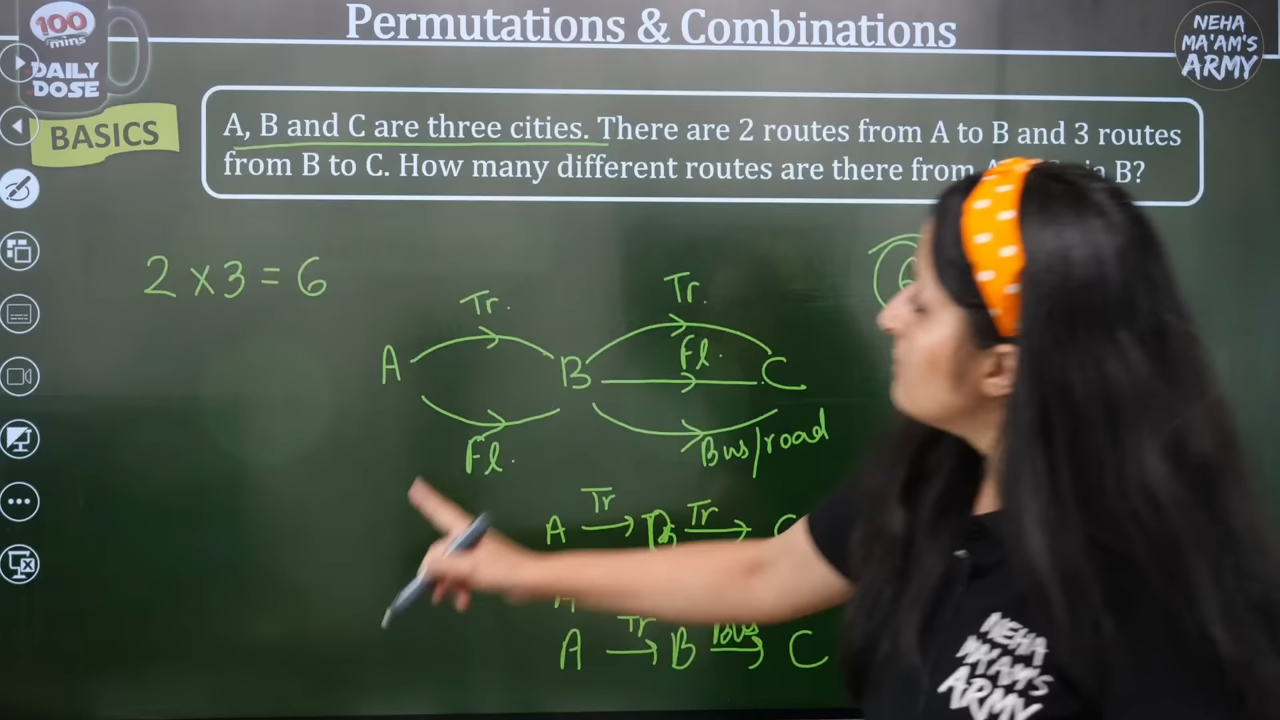 Permutations & Combinations
100 mins
DAILY
DOSE
NEHA
MA'AM'S
ARMY
BASICS
A, B and C are three cities. There are 2 routes from A to B and 3 routes
from B to C. How many different routes are there from B?
2 x 3 = 6
Tr.
Tr.
A
B
Fl.
C
Fl.
Bus/road
A Tr → B Tr → C
A
A Tr → B Bus → C
NEHA
MA'AM'S
ARMY